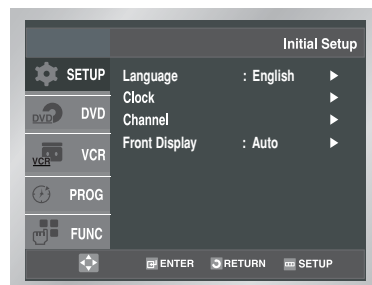 Initial Setup
SETUP
Language : English ►
Clock ►
Channel ►
Front Display : Auto ►
DVD DVD
VCR VCR
PROG
FUNC
ENTER RETURN SETUP